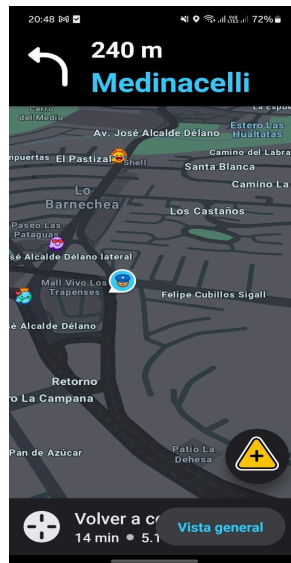 20:48
72%
240 m
Medinacelli
Cerro
del Medio
Estero Las
Hualtatas
Av. José Alcalde Délano
Camino del Labra
npuertas
El Pastizal
Shell
Santa Blanca
Camino La
Lo
Barnechea
Los Castaños
Paseo Las
Pataguas
sé Alcalde Délano lateral
Mall Vivo Los
Trapenses
Felipe Cubillos Sigall
é Alcalde Délano
Retorno
ro La Campana
Pan de Azúcar
Patio La
Dehesa
Volver a c
14 min • 5.1
Vista general